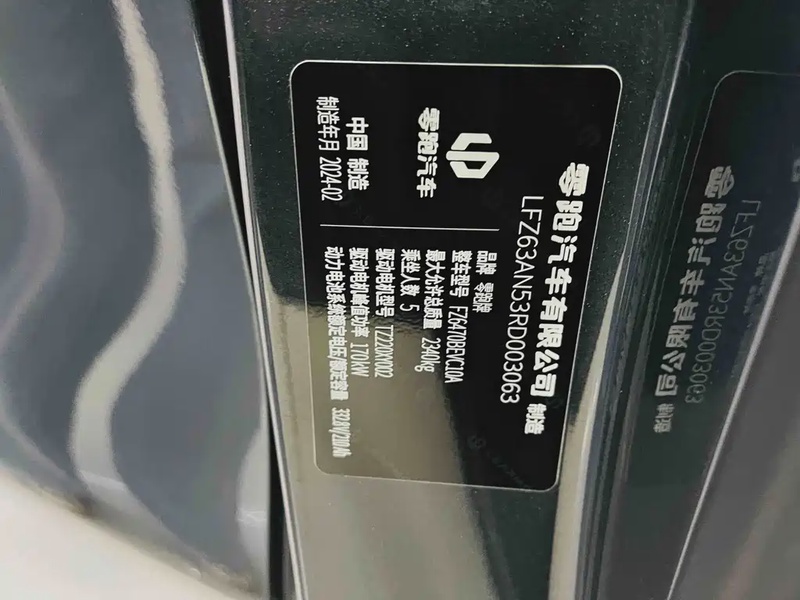 零跑汽车有限公司 制造
LFZ63AN53RD003063
零跑汽车
中国 制造
制造年月 2024-02
品牌 零跑牌
整车型号 FZ6470BEVC10A
最大允许总质量 2340kg
乘坐人数 5
驱动电机型号 TZ220XY002
驱动电机峰值功率 170kW
动力电池系统额定电压/额定容量 332.8V/210Ah